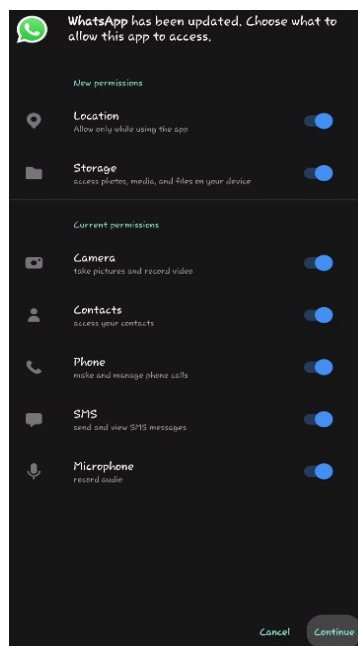 WhatsApp has been updated. Choose what to
allow this app to access.
New permissions
Location
Allow only while using the app
Storage
access photos, media, and files on your device
Current permissions
Camera
take pictures and record video
Contacts
access your contacts
Phone
make and manage phone calls
SMS
send and view SMS messages
Microphone
record audio
Cancel Continue